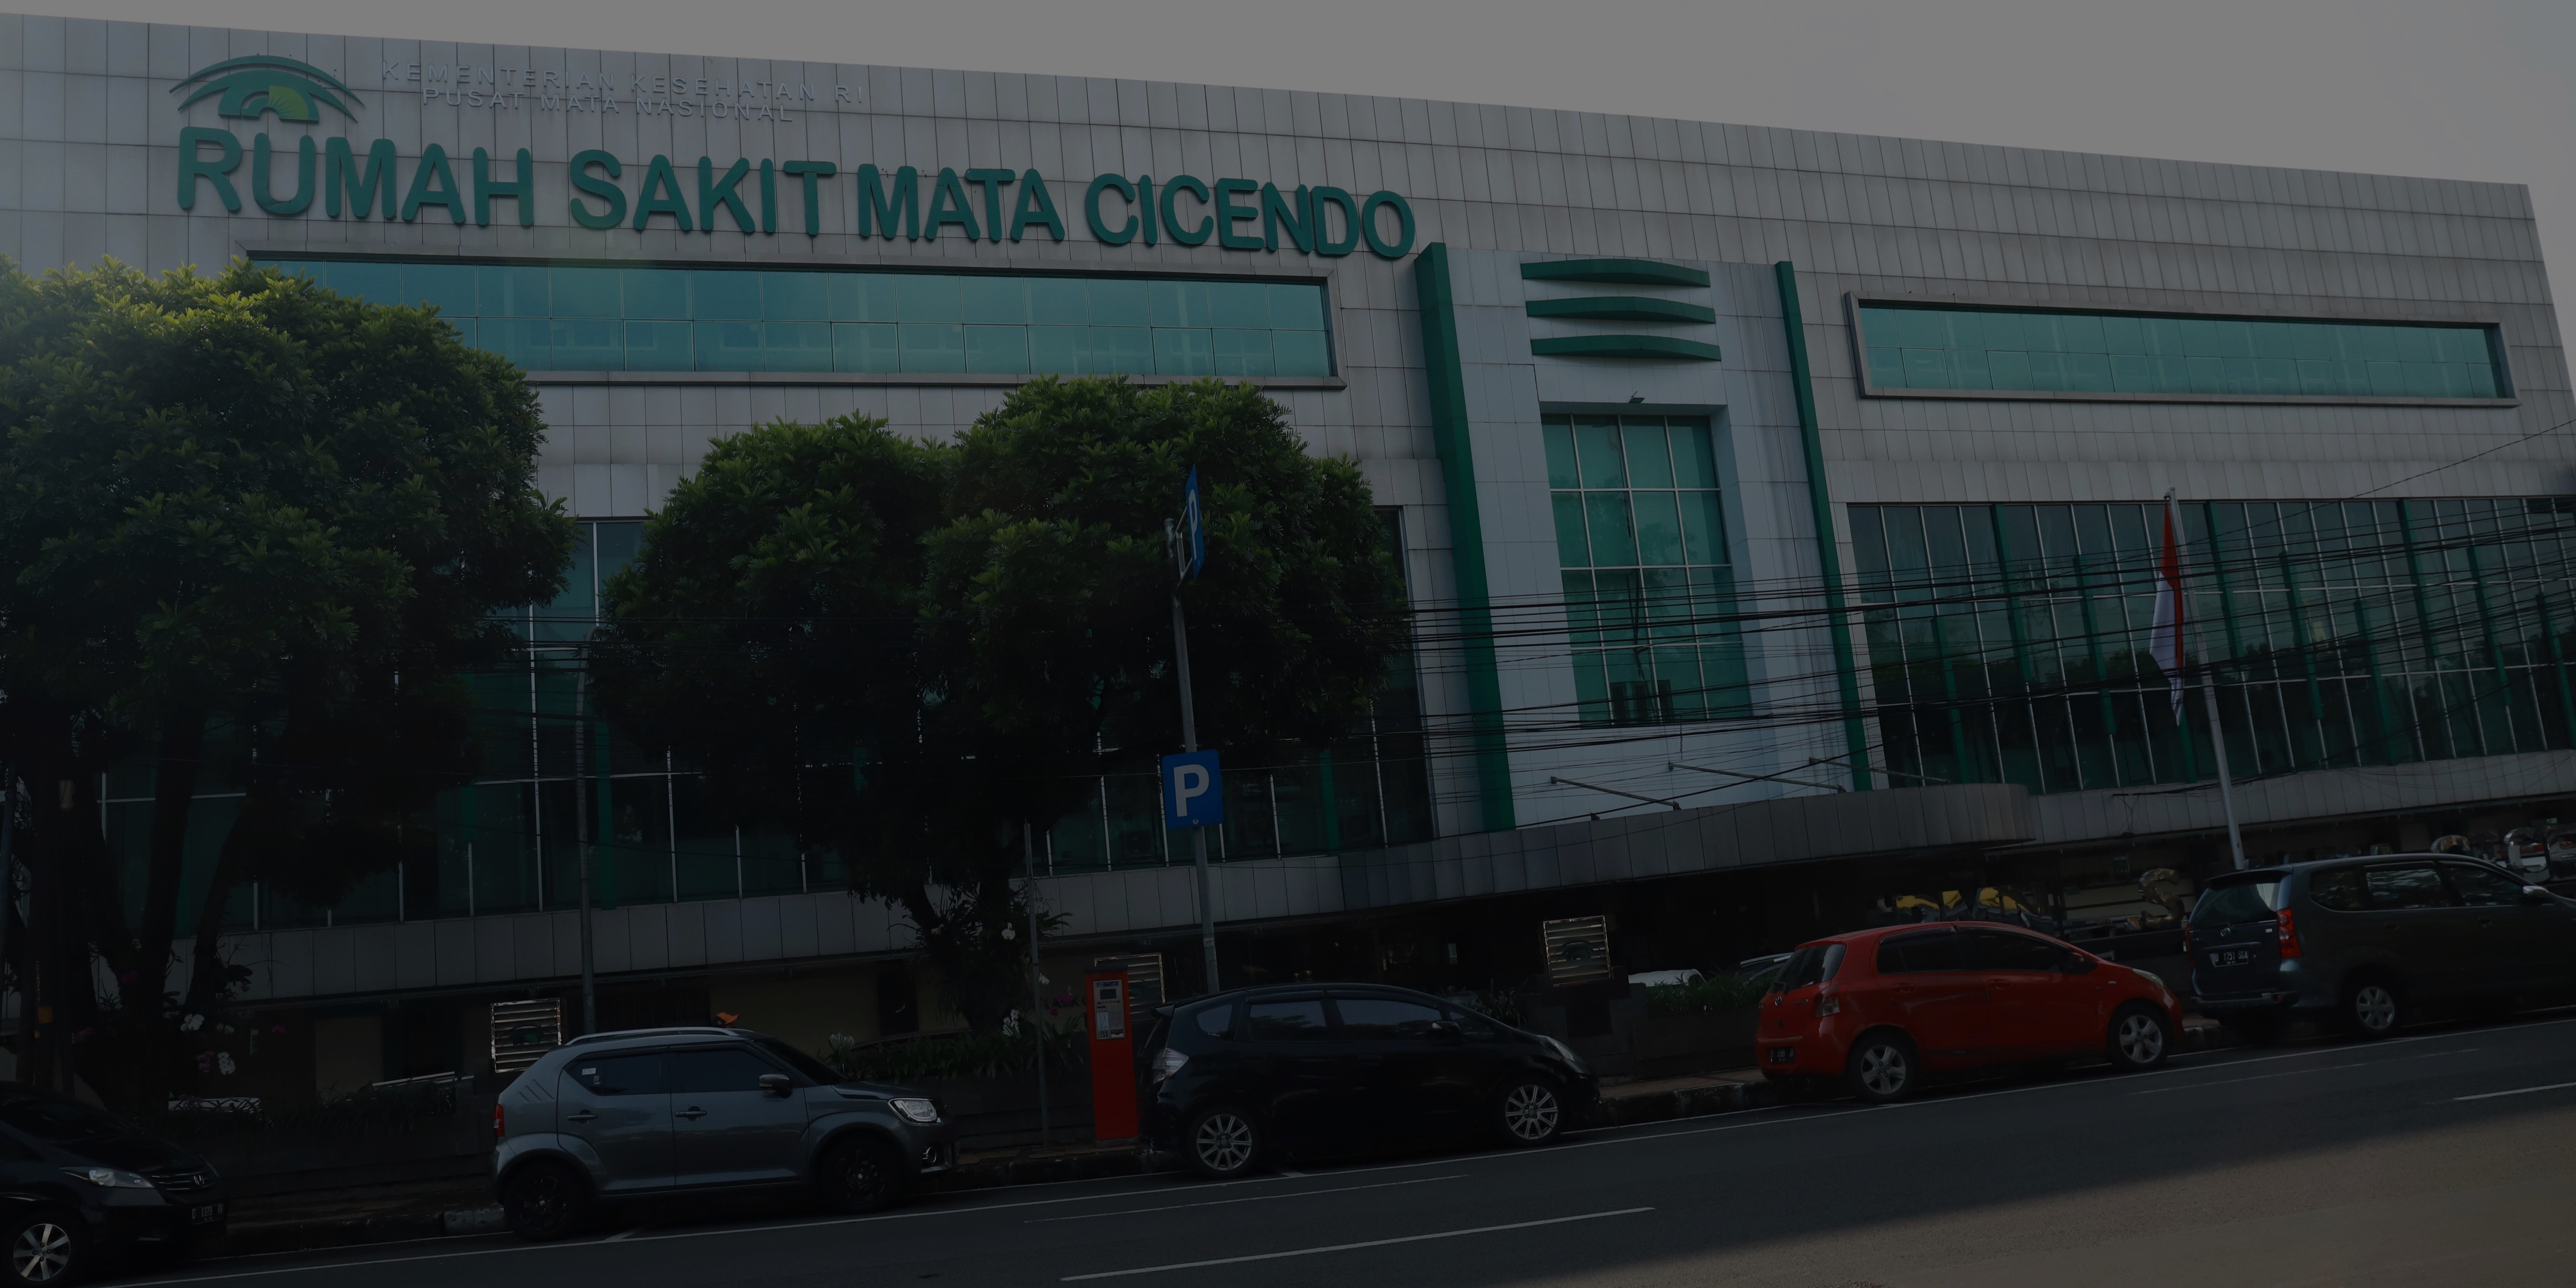 KEMENTERIAN KESEHATAN RI
PUSAT MATA NASIONAL
RUMAH SAKIT MATA CICENDO
P
P